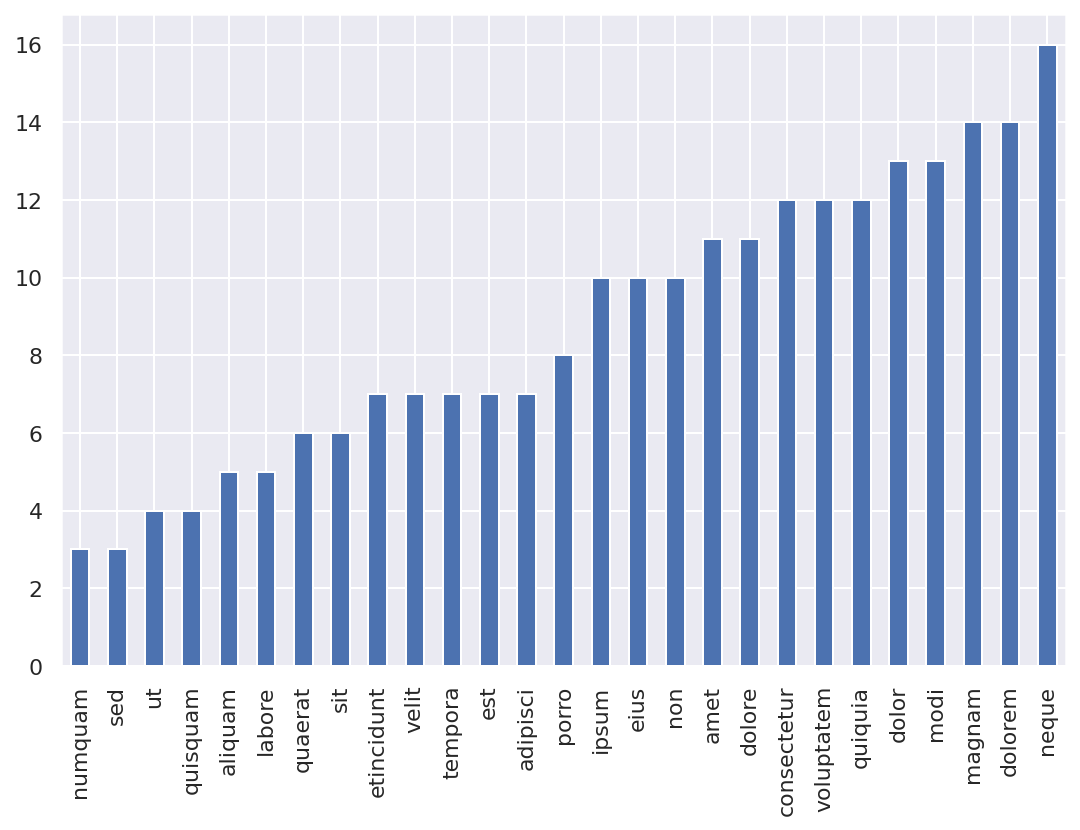 16
14
12
10
8
6
4
2
0
numquam
sed
ut
quisquam
aliquam
labore
quaerat
sit
etincidunt
velit
tempora
est
adipisci
porro
ipsum
eius
non
amet
dolore
consectetur
voluptatem
quiquia
dolor
modi
magnam
dolorem
neque